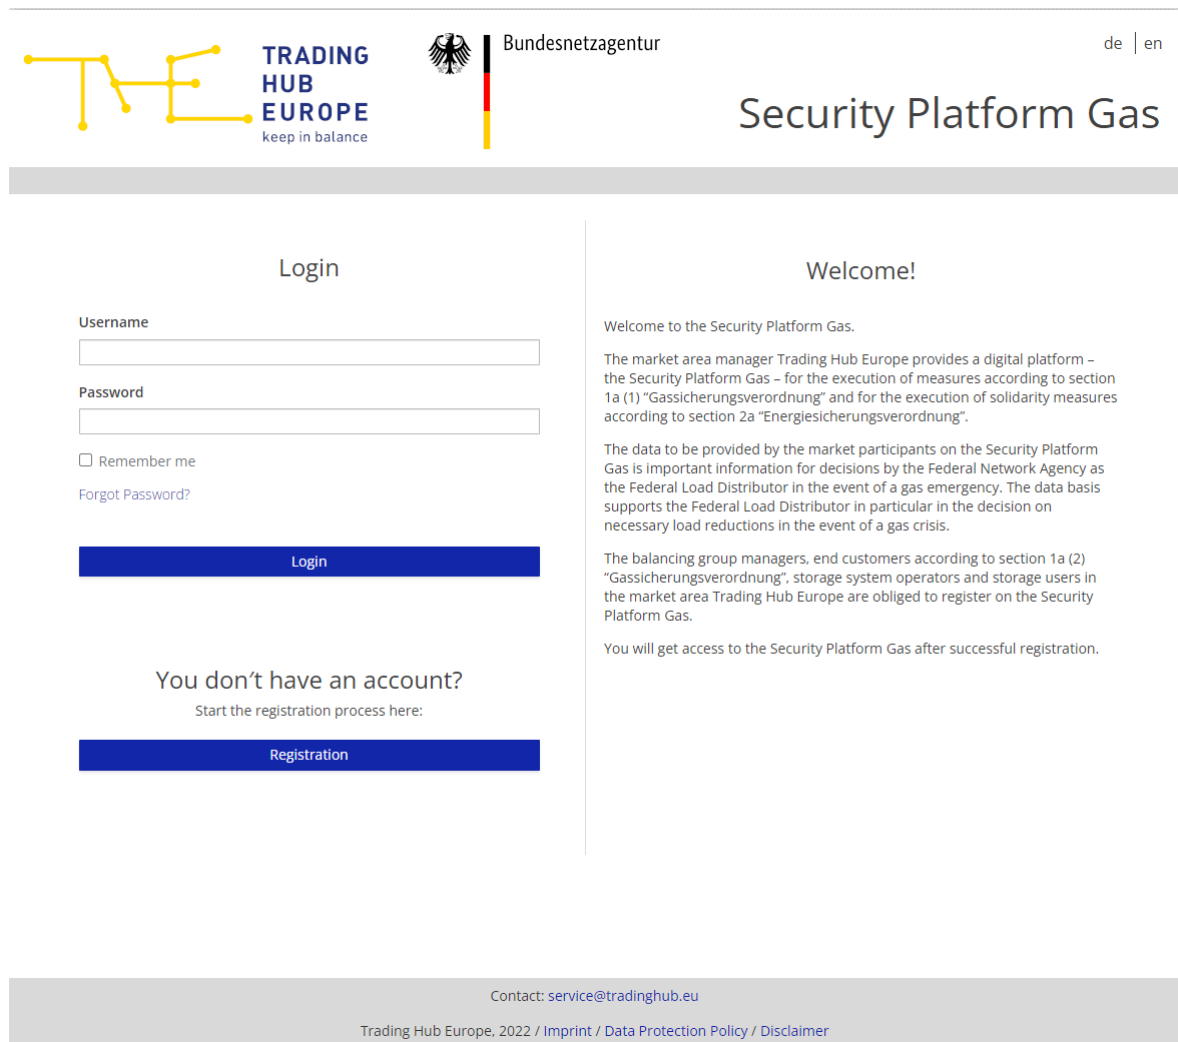 TRADING
HUB
EUROPE
keep in balance
Bundesnetzagentur
de | en
Security Platform Gas
Login
Username
Password
Remember me
Forgot Password?
Login
You don′t have an account?
Start the registration process here:
Registration
Welcome!
Welcome to the Security Platform Gas.
The market area manager Trading Hub Europe provides a digital platform –
the Security Platform Gas – for the execution of measures according to section
1a (1) “Gassicherungsverordnung” and for the execution of solidarity measures
according to section 2a “Energiesicherungsverordnung”.
The data to be provided by the market participants on the Security Platform
Gas is important information for decisions by the Federal Network Agency as
the Federal Load Distributor in the event of a gas emergency. The data basis
supports the Federal Load Distributor in particular in the decision on
necessary load reductions in the event of a gas crisis.
The balancing group managers, end customers according to section 1a (2)
“Gassicherungsverordnung”, storage system operators and storage users in
the market area Trading Hub Europe are obliged to register on the Security
Platform Gas.
You will get access to the Security Platform Gas after successful registration.
Contact: service@tradinghub.eu
Trading Hub Europe, 2022 / Imprint / Data Protection Policy / Disclaimer